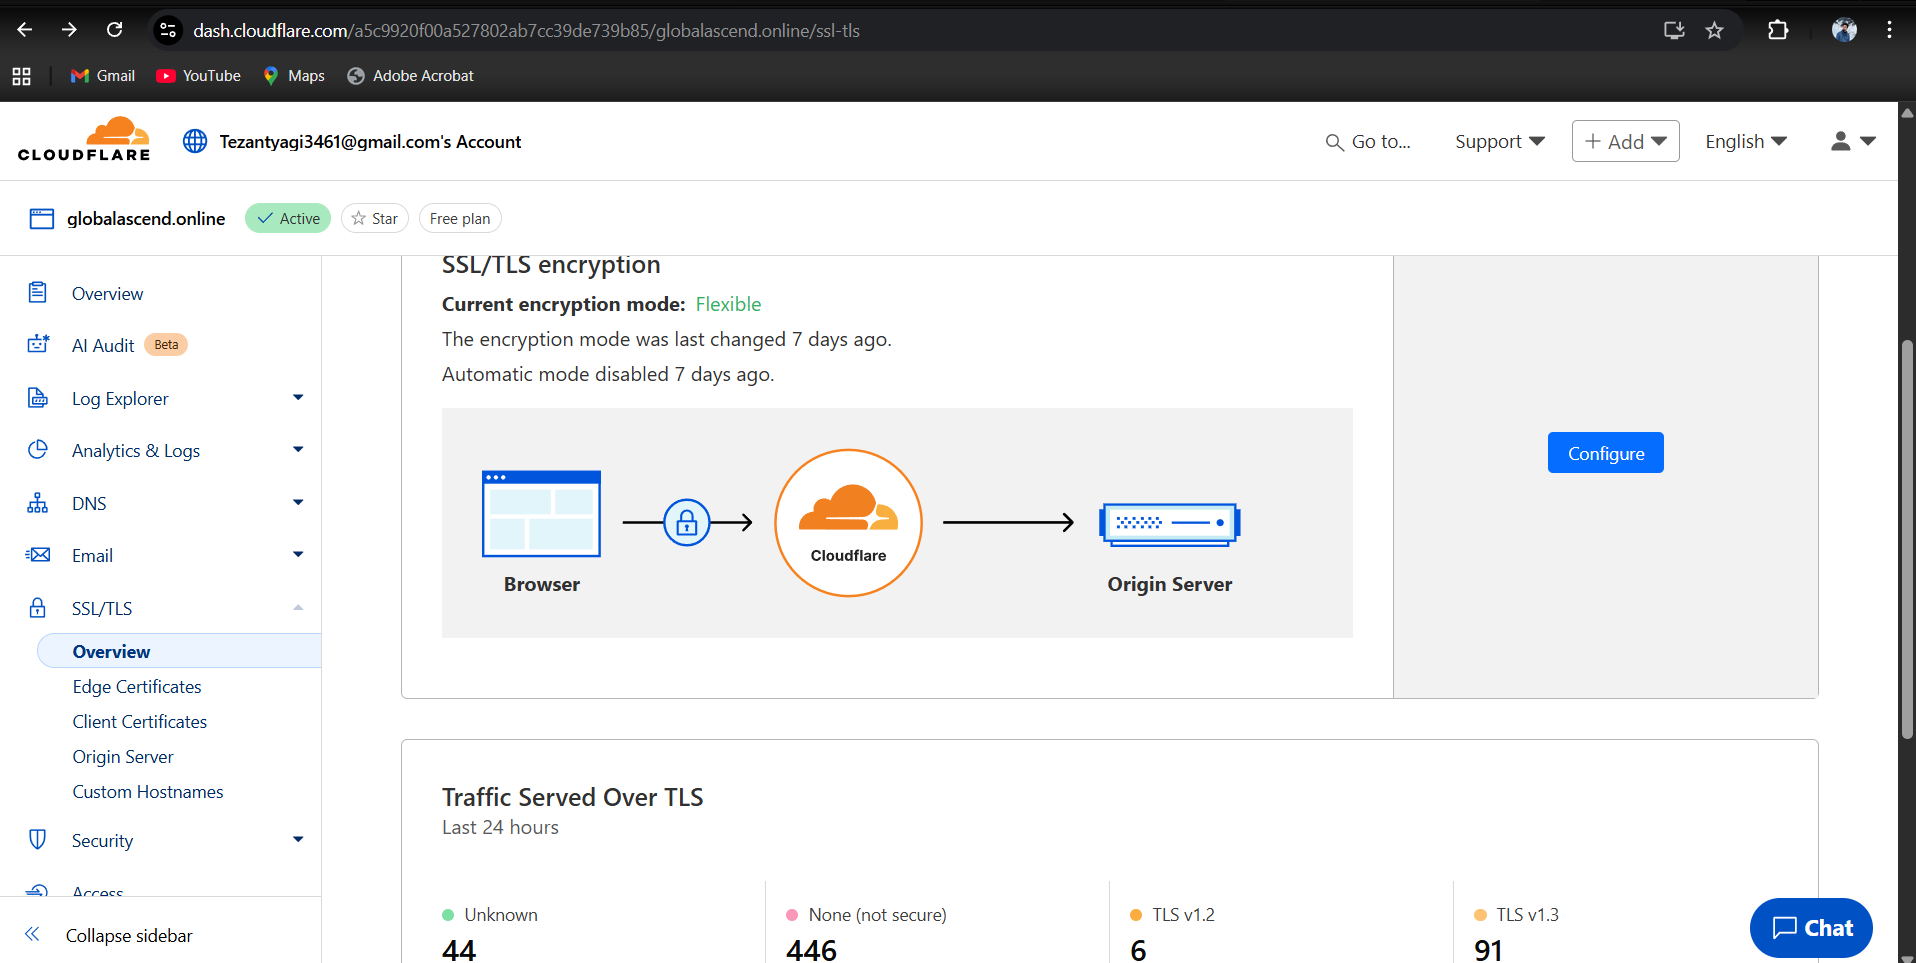 dash.cloudflare.com/a5c9920f00a527802ab7cc39de739b85/globalascend.online/ssl-tls
Gmail YouTube Maps Adobe Acrobat
CLOUDFLARE
Tezantyagi3461@gmail.com's Account
Go to...
Support
+ Add
English
globalascend.online
Active
Star
Free plan
Overview
AI Audit Beta
Log Explorer
Analytics & Logs
DNS
Email
SSL/TLS
Overview
Edge Certificates
Client Certificates
Origin Server
Custom Hostnames
Security
Access
Collapse sidebar
SSL/TLS encryption
Current encryption mode: Flexible
The encryption mode was last changed 7 days ago.
Automatic mode disabled 7 days ago.
Browser
Cloudflare
Origin Server
Configure
Traffic Served Over TLS
Last 24 hours
Unknown
44
None (not secure)
446
TLS v1.2
6
TLS v1.3
91
Chat